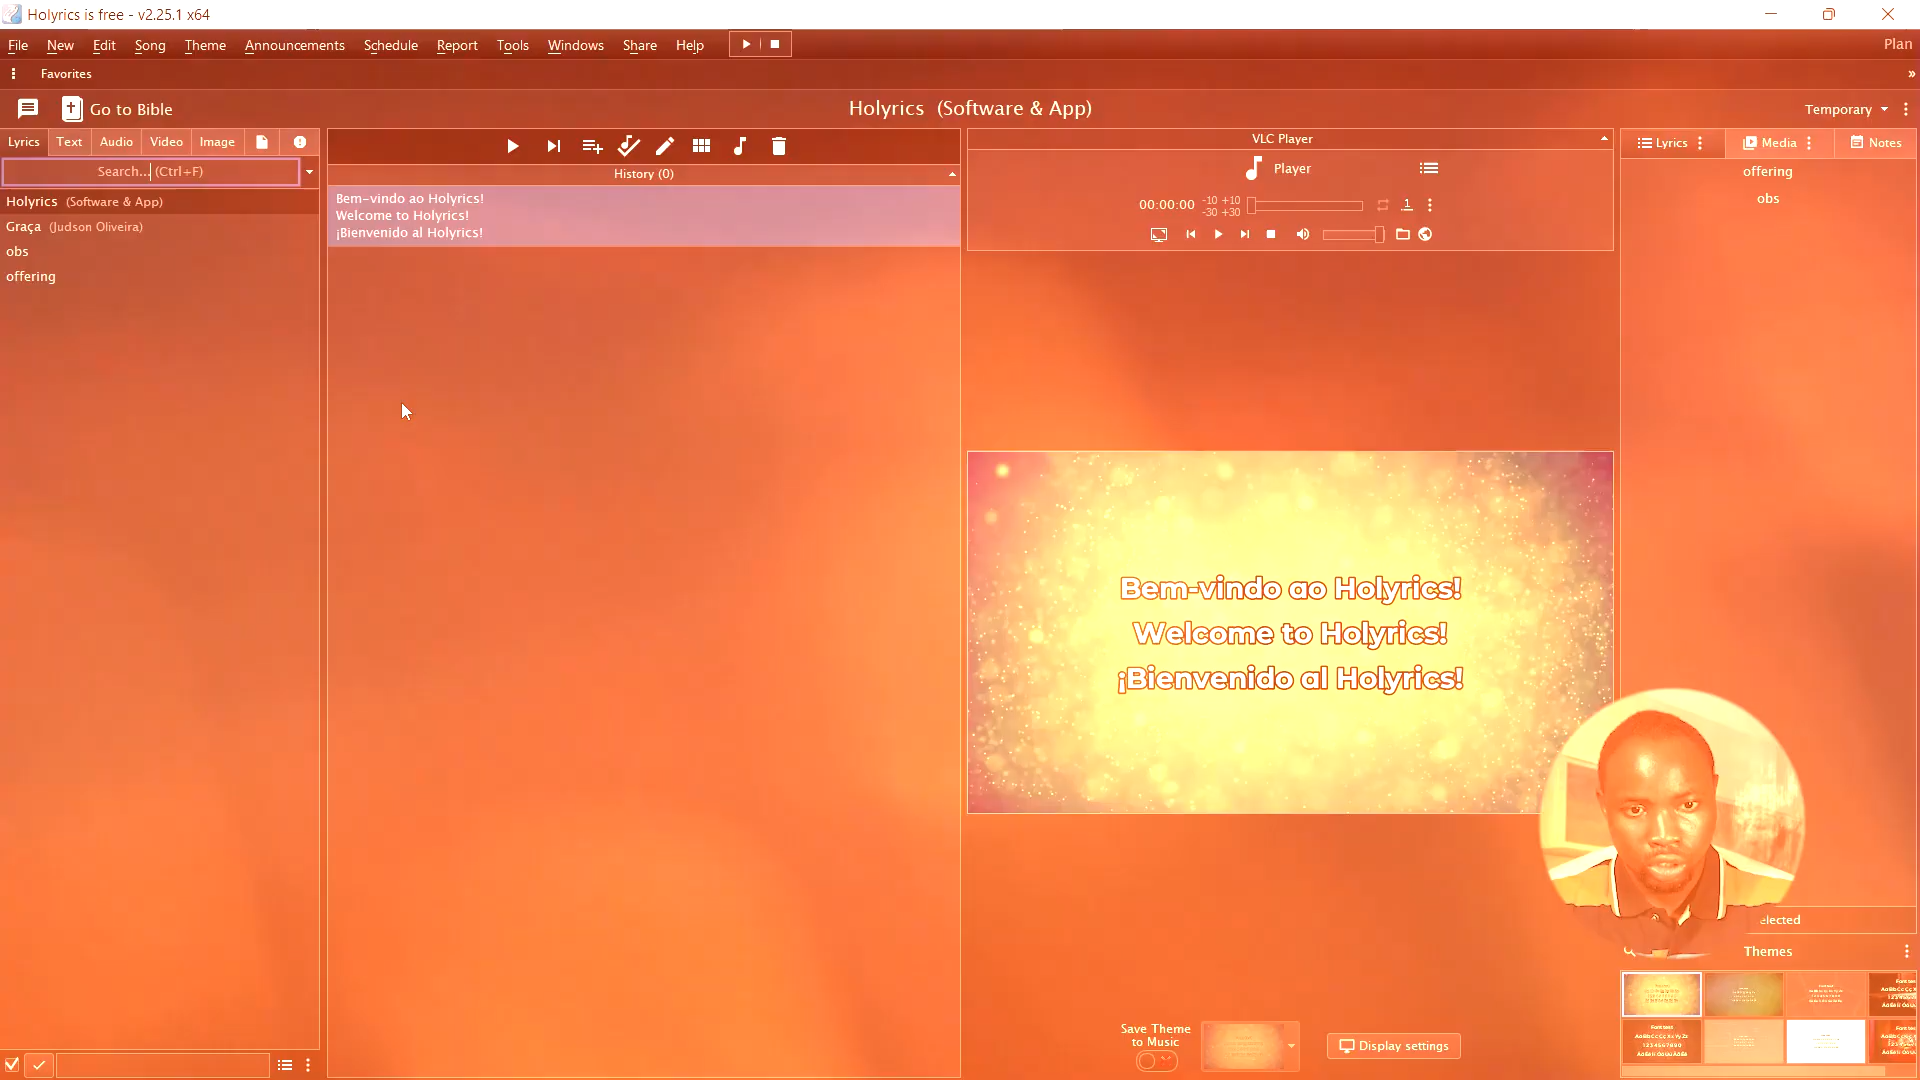 Holyrics is free - v2.25.1 x64
File New Edit Song Theme Announcements Schedule Report Tools Windows Share Help Plan
Favorites
Go to Bible
Holyrics (Software & App)
Temporary
Lyrics Text Audio Video Image
Search... (Ctrl+F)
Holyrics (Software & App)
Graça (Judson Oliveira)
obs
offering
History (0)
Bem-vindo ao Holyrics!
Welcome to Holyrics!
¡Bienvenido al Holyrics!
VLC Player
Player
00:00:00 -10 +10
-30 +30
1
Bem-vindo ao Holyrics!
Welcome to Holyrics!
¡Bienvenido al Holyrics!
Save Theme
to Music
Display settings
Lyrics Media Notes
offering
obs
elected
Themes